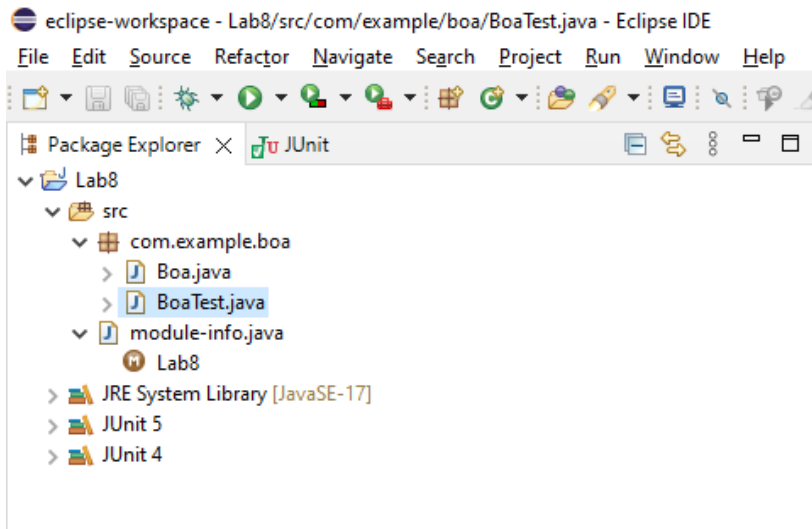 eclipse-workspace - Lab8/src/com/example/boa/BoaTest.java - Eclipse IDE
File Edit Source Refactor Navigate Search Project Run Window Help
Package Explorer JUnit
Lab8
src
com.example.boa
Boa.java
BoaTest.java
module-info.java
Lab8
JRE System Library [JavaSE-17]
JUnit 5
JUnit 4